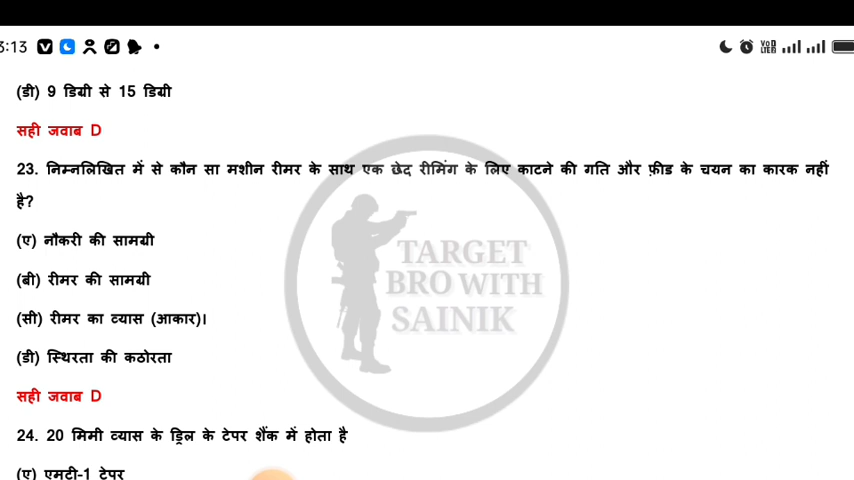 3:13
(डी) 9 डिग्री से 15 डिग्री
सही जवाब D
23. निम्नलिखित में से कौन सा मशीन रीमर के साथ एक छेद रीमिंग के लिए काटने की गति और फ़ीड के चयन का कारक नहीं
है?
(ए) नौकरी की सामग्री
(बी) रीमर की सामग्री
(सी) रीमर का व्यास (आकार)।
(डी) स्थिरता की कठोरता
सही जवाब D
24. 20 मिमी व्यास के ड्रिल के टेपर शैंक में होता है
(ए) एमटी-1 टेपर
TARGET
BRO WITH
SAINIK